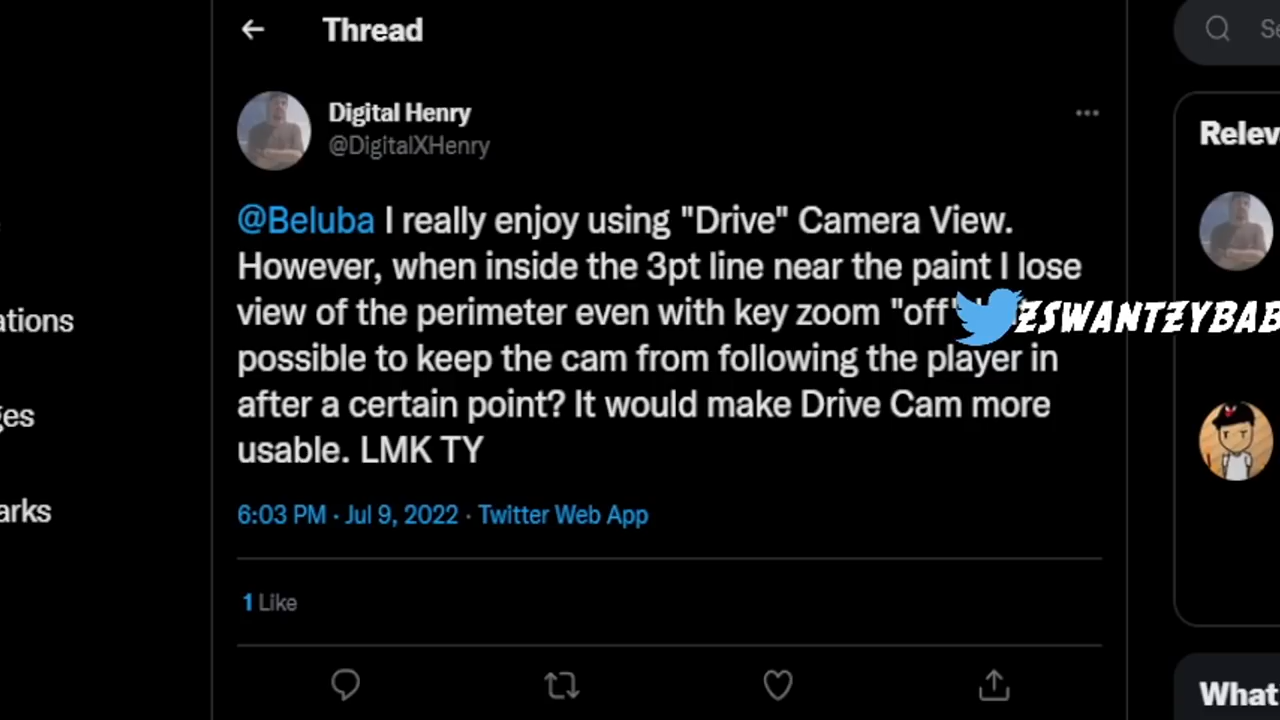 Thread
Digital Henry
@DigitalXHenry
@Beluba I really enjoy using "Drive" Camera View.
However, when inside the 3pt line near the paint I lose
view of the perimeter even with key zoom "off"
possible to keep the cam from following the player in
after a certain point? It would make Drive Cam more
usable. LMK TY
6:03 PM · Jul 9, 2022 · Twitter Web App
1 Like
ZSWANTZYBAB
ations
ges
arks
Se
Relev
What